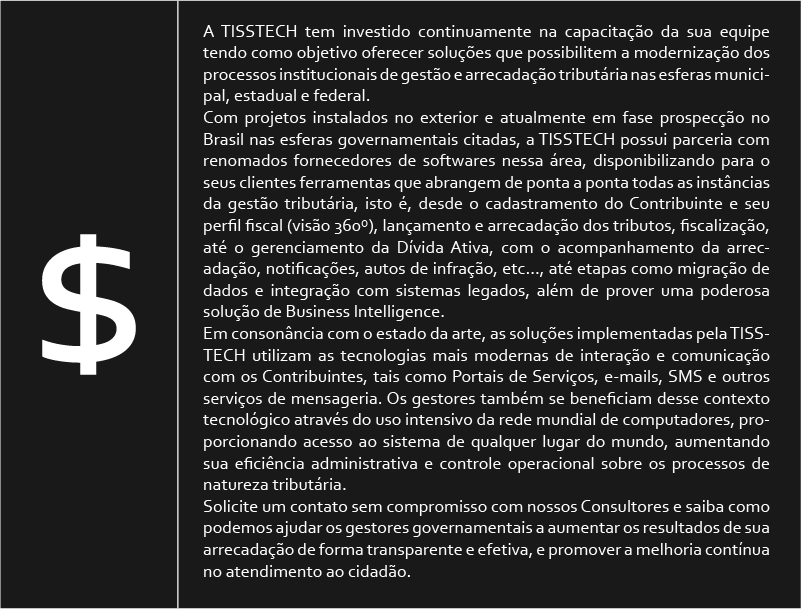 $
A TISSTECH tem investido continuamente na capacitação da sua equipe
tendo como objetivo oferecer soluções que possibilitem a modernização dos
processos institucionais de gestão e arrecadação tributária nas esferas munici-
pal, estadual e federal.
Com projetos instalados no exterior e atualmente em fase prospecção no
Brasil nas esferas governamentais citadas, a TISSTECH possui parceria com
renomados fornecedores de softwares nessa área, disponibilizando para o
seus clientes ferramentas que abrangem de ponta a ponta todas as instâncias
da gestão tributária, isto é, desde o cadastramento do Contribuinte e seu
perfil fiscal (visão 360º), lançamento e arrecadação dos tributos, fiscalização,
até o gerenciamento da Dívida Ativa, com o acompanhamento da arrec-
adação, notificações, autos de infração, etc..., até etapas como migração de
dados e integração com sistemas legados, além de prover uma poderosa
solução de Business Intelligence.
Em consonância com o estado da arte, as soluções implementadas pela TISS-
TECH utilizam as tecnologias mais modernas de interação e comunicação
com os Contribuintes, tais como Portais de Serviços, e-mails, SMS e outros
serviços de mensageria. Os gestores também se beneficiam desse contexto
tecnológico através do uso intensivo da rede mundial de computadores, pro-
porcionando acesso ao sistema de qualquer lugar do mundo, aumentando
sua eficiência administrativa e controle operacional sobre os processos de
natureza tributária.
Solicite um contato sem compromisso com nossos Consultores e saiba como
podemos ajudar os gestores governamentais a aumentar os resultados de sua
arrecadação de forma transparente e efetiva, e promover a melhoria contínua
no atendimento ao cidadão.